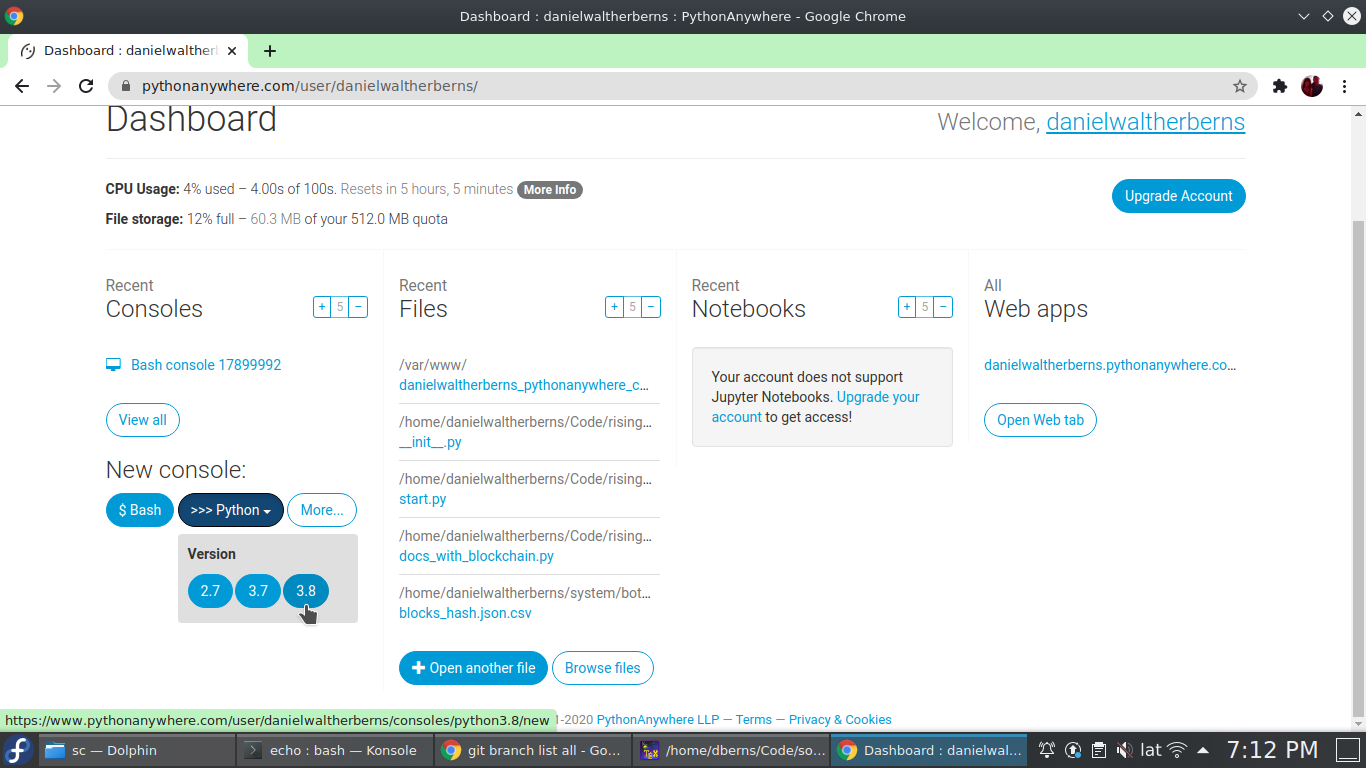 Dashboard : danielwaltherberns : PythonAnywhere - Google Chrome
Dashboard : danielwalther
pythonanywhere.com/user/danielwaltherberns/
Dashboard
Welcome, danielwaltherberns
CPU Usage: 4% used – 4.00s of 100s. Resets in 5 hours, 5 minutes More Info
File storage: 12% full – 60.3 MB of your 512.0 MB quota
Upgrade Account
Recent
Consoles
+ 5 −
Bash console 17899992
View all
New console:
$ Bash
>>> Python
More...
Version
2.7
3.7
3.8
Recent
Files
+ 5 −
/var/www/
danielwaltherberns_pythonanywhere_c…
/home/danielwaltherberns/Code/rising…
__init__.py
/home/danielwaltherberns/Code/rising…
start.py
/home/danielwaltherberns/Code/rising…
docs_with_blockchain.py
/home/danielwaltherberns/system/bot…
blocks_hash.json.csv
Open another file
Browse files
Recent
Notebooks
+ 5 −
Your account does not support
Jupyter Notebooks. Upgrade your
account to get access!
All
Web apps
danielwaltherberns.pythonanywhere.co…
Open Web tab
https://www.pythonanywhere.com/user/danielwaltherberns/consoles/python3.8/new
1-2020 PythonAnywhere LLP — Terms — Privacy & Cookies
sc — Dolphin
echo : bash — Konsole
git branch list all - Go…
/home/dberns/Code/so…
Dashboard : danielwal…
lat
7:12 PM